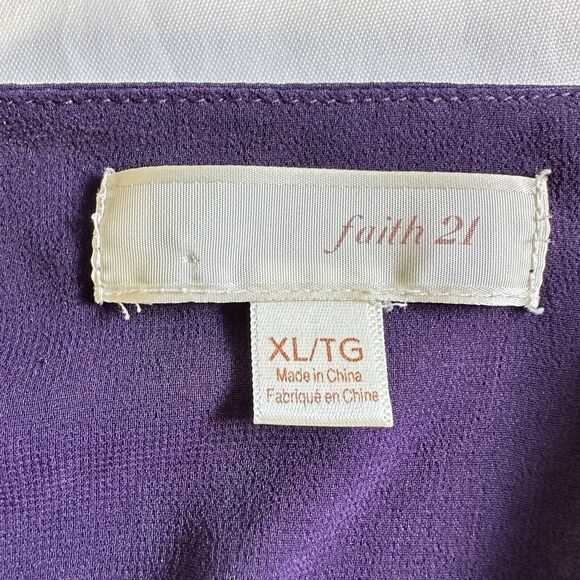 faith 21
XL/TG
Made in China
Fabriqué en Chine